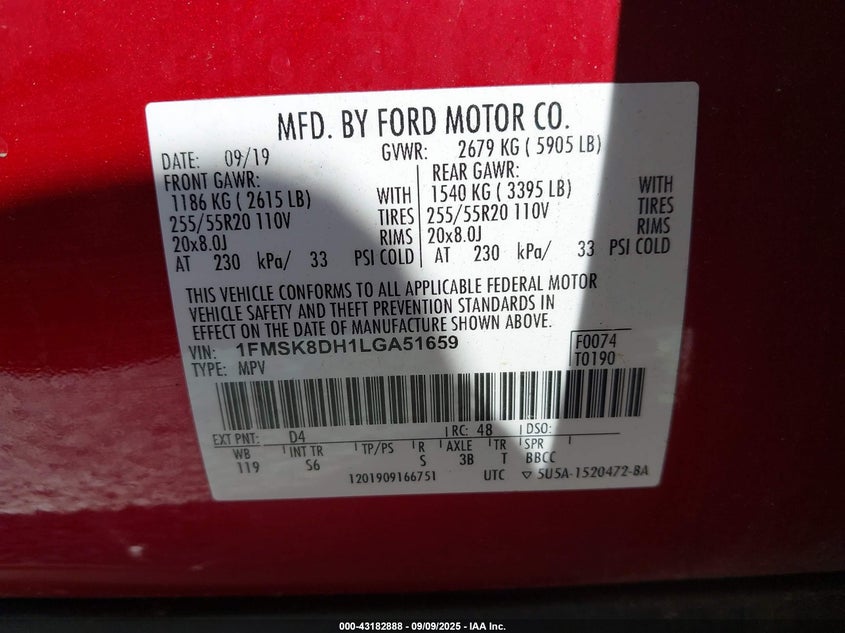 MFD. BY FORD MOTOR CO.
DATE: 09/19 GVWR: 2679 KG ( 5905 LB)
FRONT GAWR: REAR GAWR:
1186 KG ( 2615 LB) WITH 1540 KG ( 3395 LB) WITH
255/55R20 110V TIRES 255/55R20 110V TIRES
20x8.0J RIMS 20x8.0J RIMS
AT 230 kPa/ 33 PSI COLD AT 230 kPa/ 33 PSI COLD
THIS VEHICLE CONFORMS TO ALL APPLICABLE FEDERAL MOTOR
VEHICLE SAFETY AND THEFT PREVENTION STANDARDS IN
EFFECT ON THE DATE OF MANUFACTURE SHOWN ABOVE.
VIN: 1FMSK8DH1LGA51659 F0074
TYPE: MPV T0190
EXT PNT: D4 RC: 48 DSO:
WB INT TR TP/PS R AXLE TR SPR
119 S6 S 3B T BBCC
1201909166751 UTC ▽ 5U5A-1520472-BA
000-43182888 - 09/09/2025 - IAA Inc.